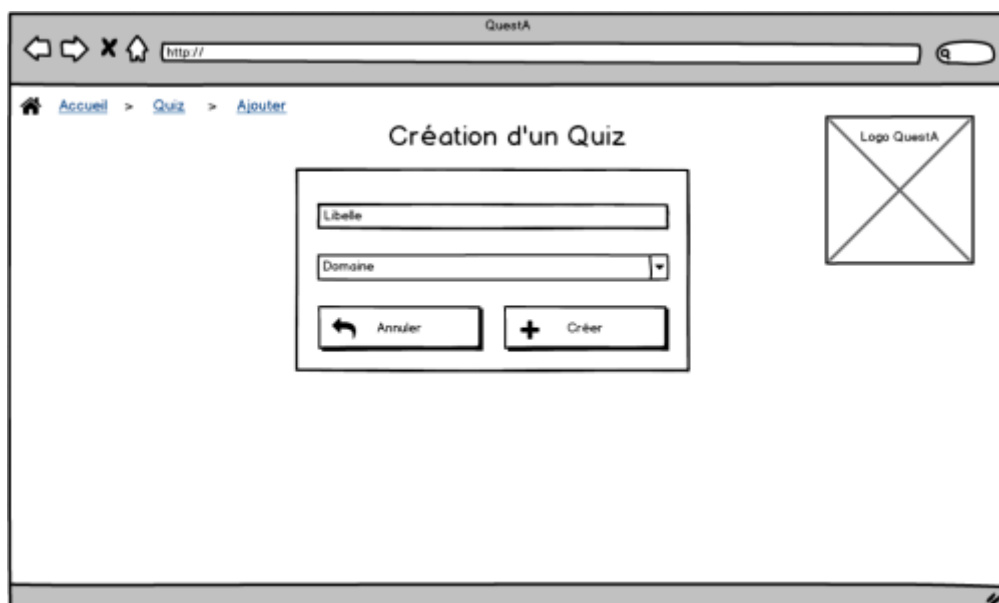 QuestA
http://
Accueil > Quiz > Ajouter
Création d'un Quiz
Logo QuestA
Libelle
Domaine
Annuler
Créer